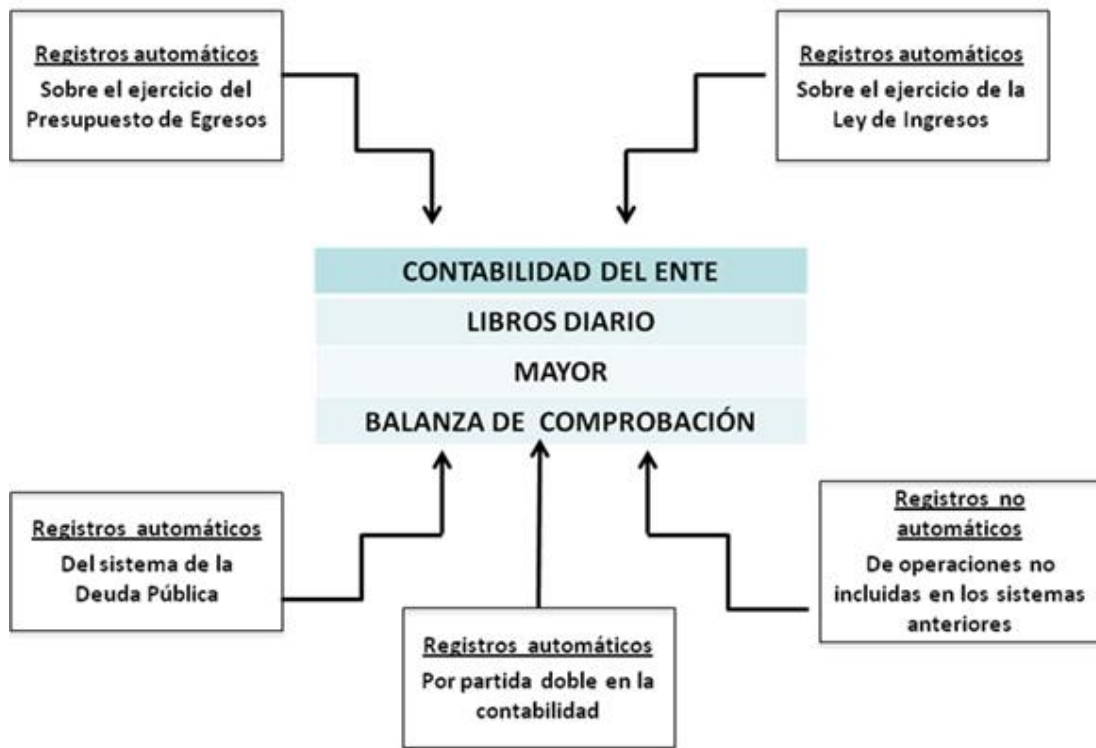 Registros automáticos
Sobre el ejercicio del
Presupuesto de Egresos
Registros automáticos
Sobre el ejercicio de la
Ley de Ingresos
CONTABILIDAD DEL ENTE
LIBROS DIARIO
MAYOR
BALANZA DE COMPROBACIÓN
Registros automáticos
Del sistema de la
Deuda Pública
Registros automáticos
Por partida doble en la
contabilidad
Registros no
automáticos
De operaciones no
incluidas en los sistemas
anteriores